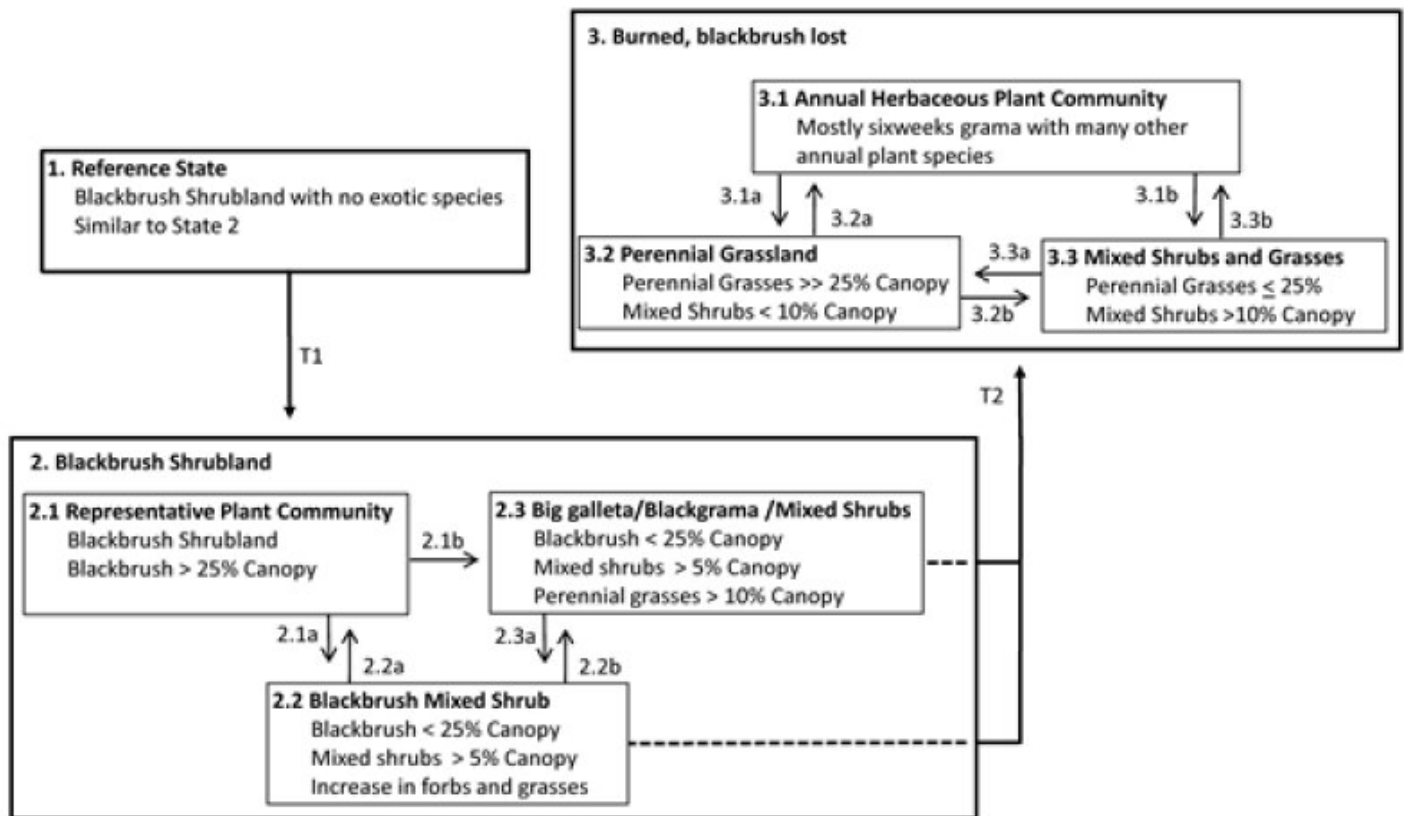 3. Burned, blackbrush lost
3.1 Annual Herbaceous Plant Community
Mostly sixweeks grama with many other
annual plant species
1. Reference State
Blackbrush Shrubland with no exotic species
Similar to State 2
3.1a
3.2a
3.1b
3.3b
3.2 Perennial Grassland
Perennial Grasses >> 25% Canopy
Mixed Shrubs < 10% Canopy
3.3a
3.2b
3.3 Mixed Shrubs and Grasses
Perennial Grasses ≤ 25%
Mixed Shrubs >10% Canopy
T1
T2
2. Blackbrush Shrubland
2.1 Representative Plant Community
Blackbrush Shrubland
Blackbrush > 25% Canopy
2.1b
2.3 Big galleta/Blackgrama /Mixed Shrubs
Blackbrush < 25% Canopy
Mixed shrubs > 5% Canopy
Perennial grasses > 10% Canopy
2.1a
2.2a
2.3a
2.2b
2.2 Blackbrush Mixed Shrub
Blackbrush < 25% Canopy
Mixed shrubs > 5% Canopy
Increase in forbs and grasses